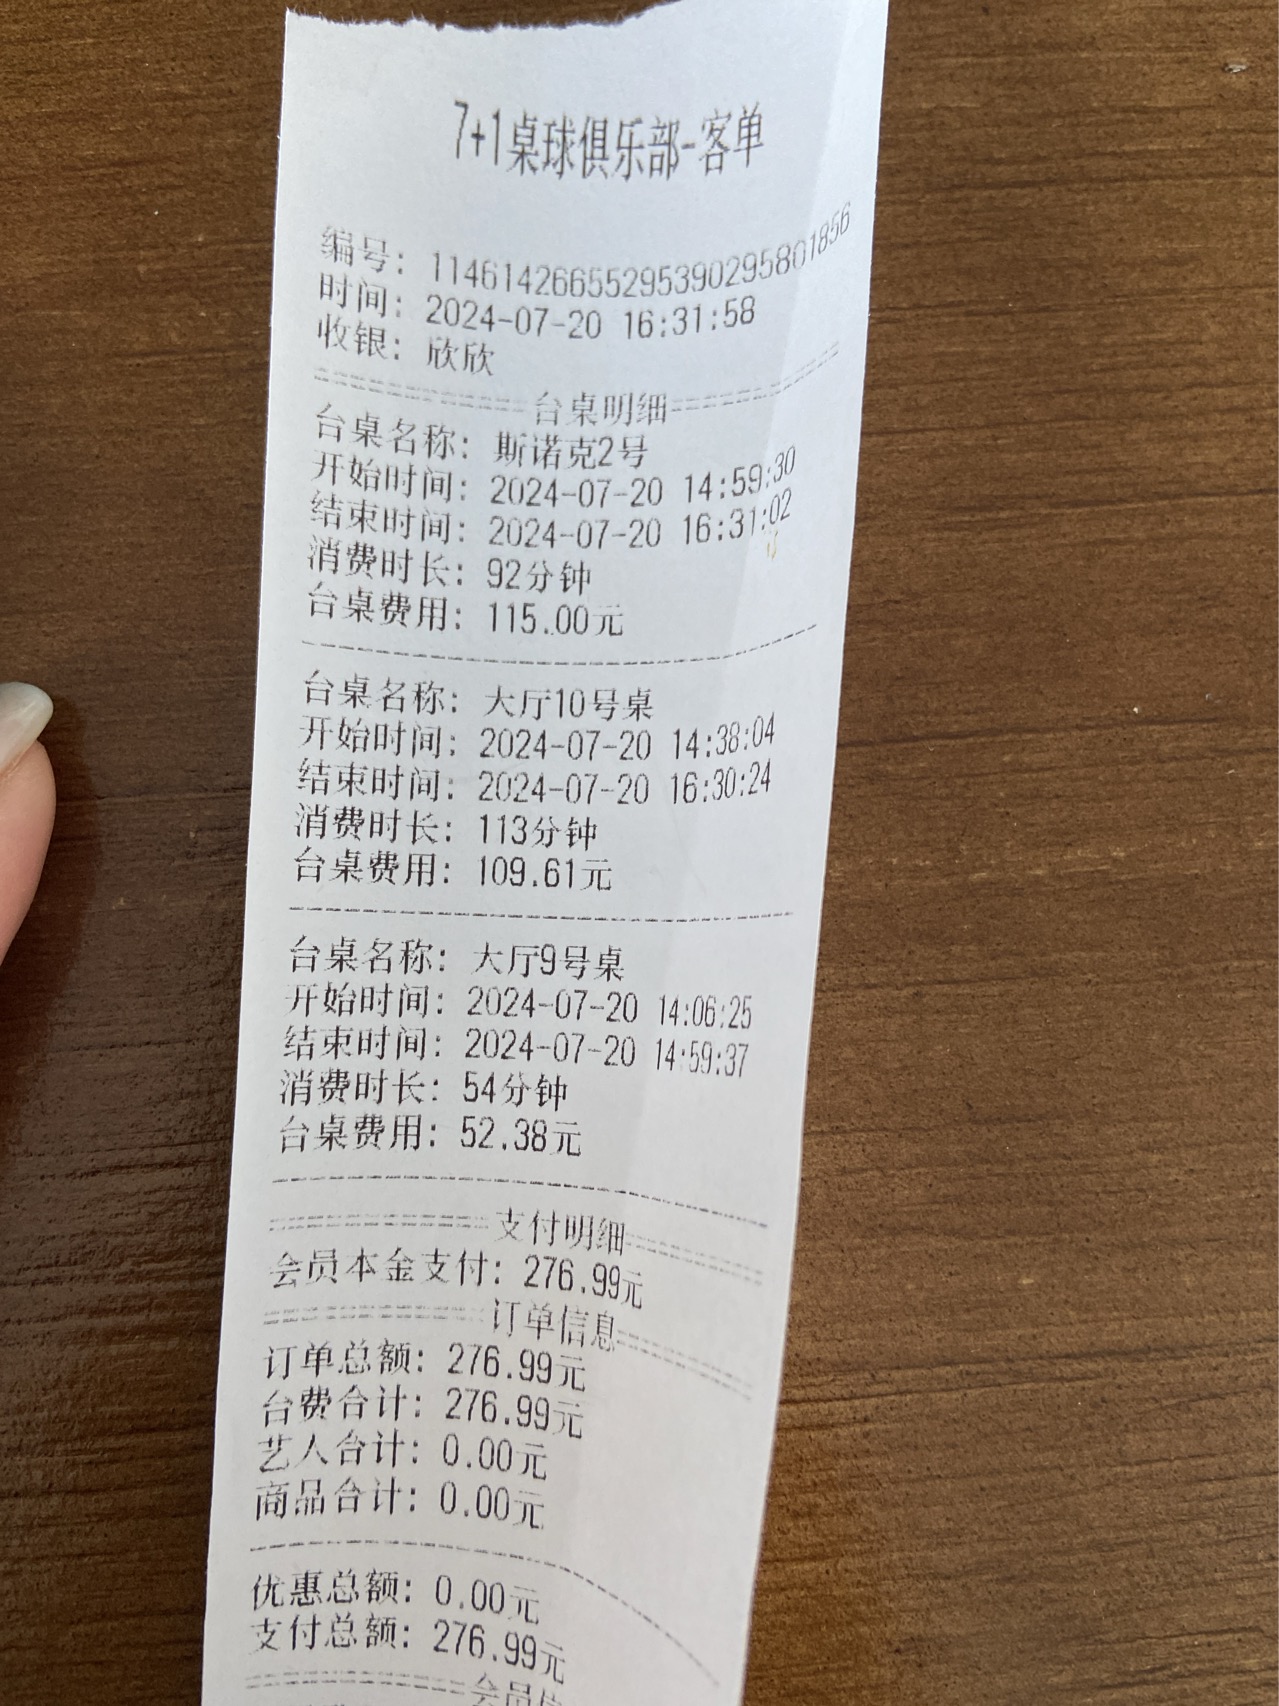 7+1桌球俱乐部-客单
编号：11461426655295390295801856
时间：2024-07-20 16:31:58
收银：欣欣
台桌明细
台桌名称：斯诺克2号
开始时间：2024-07-20 14:59:30
结束时间：2024-07-20 16:31:02
消费时长：92分钟
台桌费用：115.00元
台桌名称：大厅10号桌
开始时间：2024-07-20 14:38:04
结束时间：2024-07-20 16:30:24
消费时长：113分钟
台桌费用：109.61元
台桌名称：大厅9号桌
开始时间：2024-07-20 14:06:25
结束时间：2024-07-20 14:59:37
消费时长：54分钟
台桌费用：52.38元
支付明细
会员本金支付：276.99元
订单信息
订单总额：276.99元
台费合计：276.99元
艺人合计：0.00元
商品合计：0.00元
优惠总额：0.00元
支付总额：276.99元
会员信